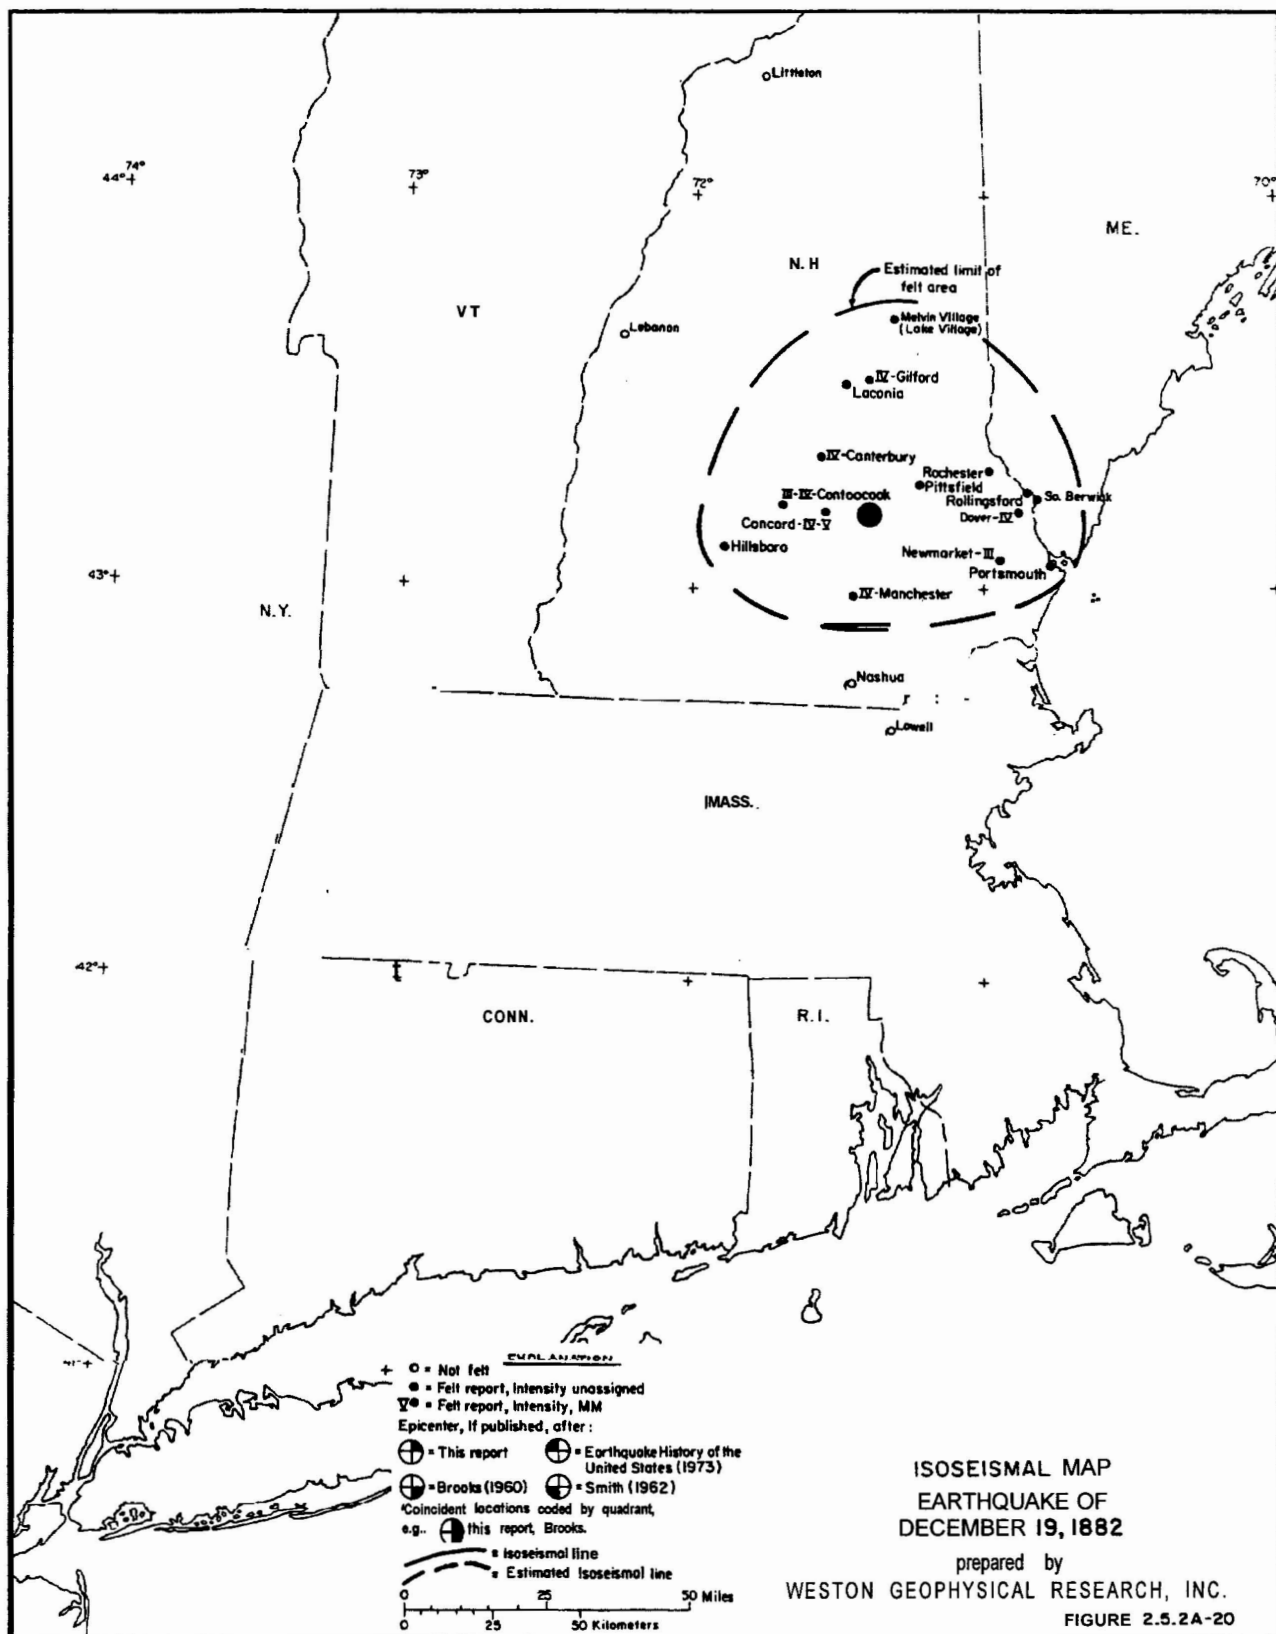 Littleton
74°
44°
73°
72°
70°
ME.
N.H
Estimated limit of
felt area
VT
Lebanon
Melvin Village
(Lake Village)
IV-Gilford
Laconia
IV-Canterbury
Rochester
Pittsfield
III-IV-Contoocook
Rollingsford
So. Berwick
Concord-IV-V
Dover-IV
Hillsboro
Newmarket-III
Portsmouth
43°
IV-Manchester
N.Y.
Nashua
Lowell
MASS.
42°
CONN.
R.I.
41°
EXPLANATION
= Not felt
= Felt report, Intensity unassigned
V = Felt report, Intensity, MM
Epicenter, If published, after:
= This report
= Earthquake History of the
United States (1973)
= Brooks (1960)
= Smith (1962)
*Coincident locations coded by quadrant,
e.g.. this report, Brooks.
= Isoseismal line
= Estimated Isoseismal line
0 25 50 Miles
0 25 50 Kilometers
ISOSEISMAL MAP
EARTHQUAKE OF
DECEMBER 19, 1882
prepared by
WESTON GEOPHYSICAL RESEARCH, INC.
FIGURE 2.5.2A-20